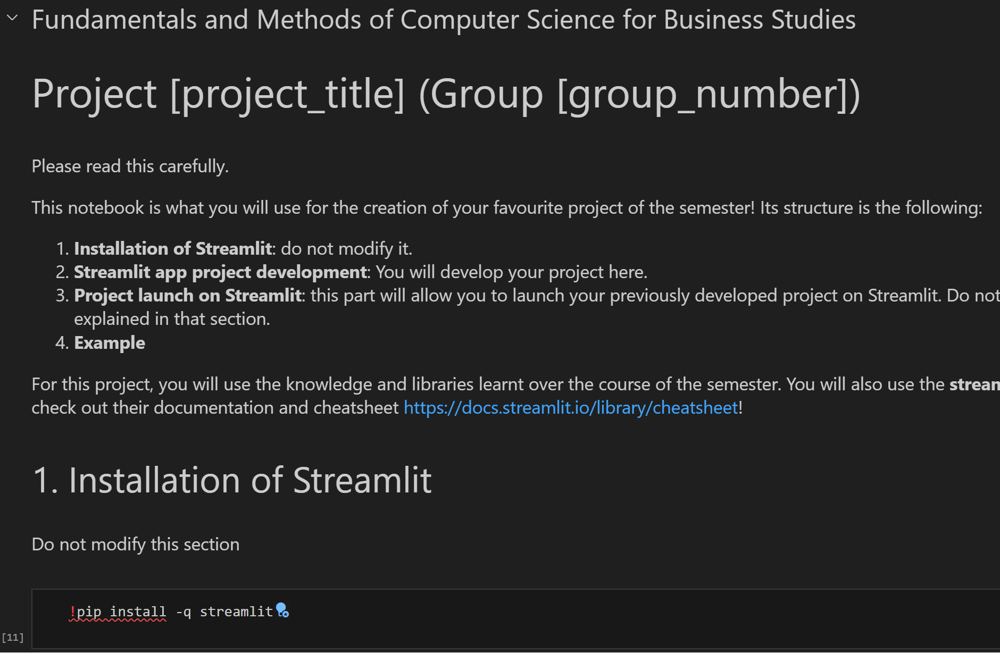 Fundamentals and Methods of Computer Science for Business Studies
Project [project_title] (Group [group_number])
Please read this carefully.
This notebook is what you will use for the creation of your favourite project of the semester! Its structure is the following:
1. Installation of Streamlit: do not modify it.
2. Streamlit app project development: You will develop your project here.
3. Project launch on Streamlit: this part will allow you to launch your previously developed project on Streamlit. Do not
explained in that section.
4. Example
For this project, you will use the knowledge and libraries learnt over the course of the semester. You will also use the
check out their documentation and cheatsheet https://docs.streamlit.io/library/cheatsheet!
1. Installation of Streamlit
Do not modify this section
!pip install -q streamlit
[11]